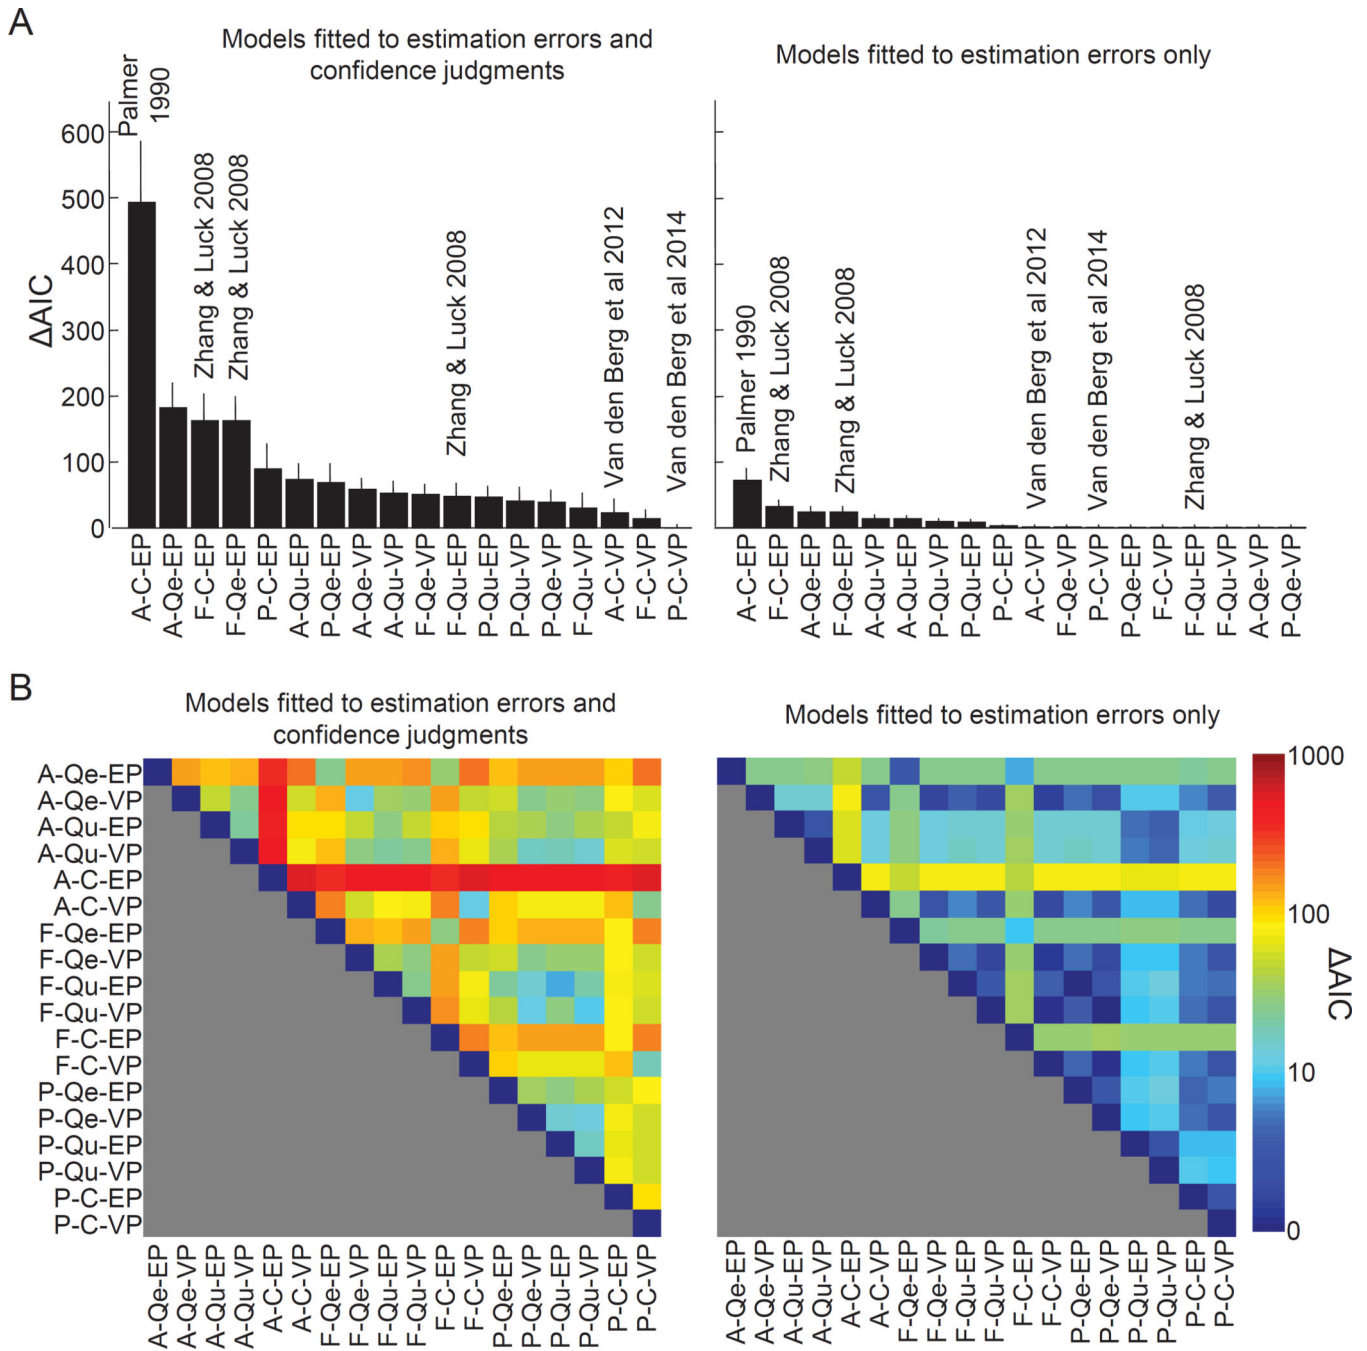 A
Models fitted to estimation errors and
confidence judgments
Models fitted to estimation errors only
Palmer
1990
Zhang & Luck 2008
Zhang & Luck 2008
Zhang & Luck 2008
Van den Berg et al 2012
Van den Berg et al 2014
Palmer 1990
Zhang & Luck 2008
Zhang & Luck 2008
Van den Berg et al 2012
Van den Berg et al 2014
Zhang & Luck 2008
ΔAIC
600
500
400
300
200
100
0
A-C-EP
A-Qe-EP
F-C-EP
F-Qe-EP
P-C-EP
A-Qu-EP
P-Qe-EP
A-Qe-VP
A-Qu-VP
F-Qe-VP
F-Qu-EP
P-Qu-EP
P-Qu-VP
P-Qe-VP
F-Qu-VP
A-C-VP
F-C-VP
P-C-VP
A-C-EP
F-C-EP
A-Qe-EP
F-Qe-EP
A-Qu-VP
A-Qu-EP
P-Qu-VP
P-Qu-EP
P-C-EP
A-C-VP
F-Qe-VP
P-C-VP
P-Qe-EP
F-C-VP
F-Qu-EP
F-Qu-VP
A-Qe-VP
P-Qe-VP
B
Models fitted to estimation errors and
confidence judgments
Models fitted to estimation errors only
A-Qe-EP
A-Qe-VP
A-Qu-EP
A-Qu-VP
A-C-EP
A-C-VP
F-Qe-EP
F-Qe-VP
F-Qu-EP
F-Qu-VP
F-C-EP
F-C-VP
P-Qe-EP
P-Qe-VP
P-Qu-EP
P-Qu-VP
P-C-EP
P-C-VP
A-Qe-EP
A-Qe-VP
A-Qu-EP
A-Qu-VP
A-C-EP
A-C-VP
F-Qe-EP
F-Qe-VP
F-Qu-EP
F-Qu-VP
F-C-EP
F-C-VP
P-Qe-EP
P-Qe-VP
P-Qu-EP
P-Qu-VP
P-C-EP
P-C-VP
A-Qe-EP
A-Qe-VP
A-Qu-EP
A-Qu-VP
A-C-EP
A-C-VP
F-Qe-EP
F-Qe-VP
F-Qu-EP
F-Qu-VP
F-C-EP
F-C-VP
P-Qe-EP
P-Qe-VP
P-Qu-EP
P-Qu-VP
P-C-EP
P-C-VP
1000
100
10
0
ΔAIC